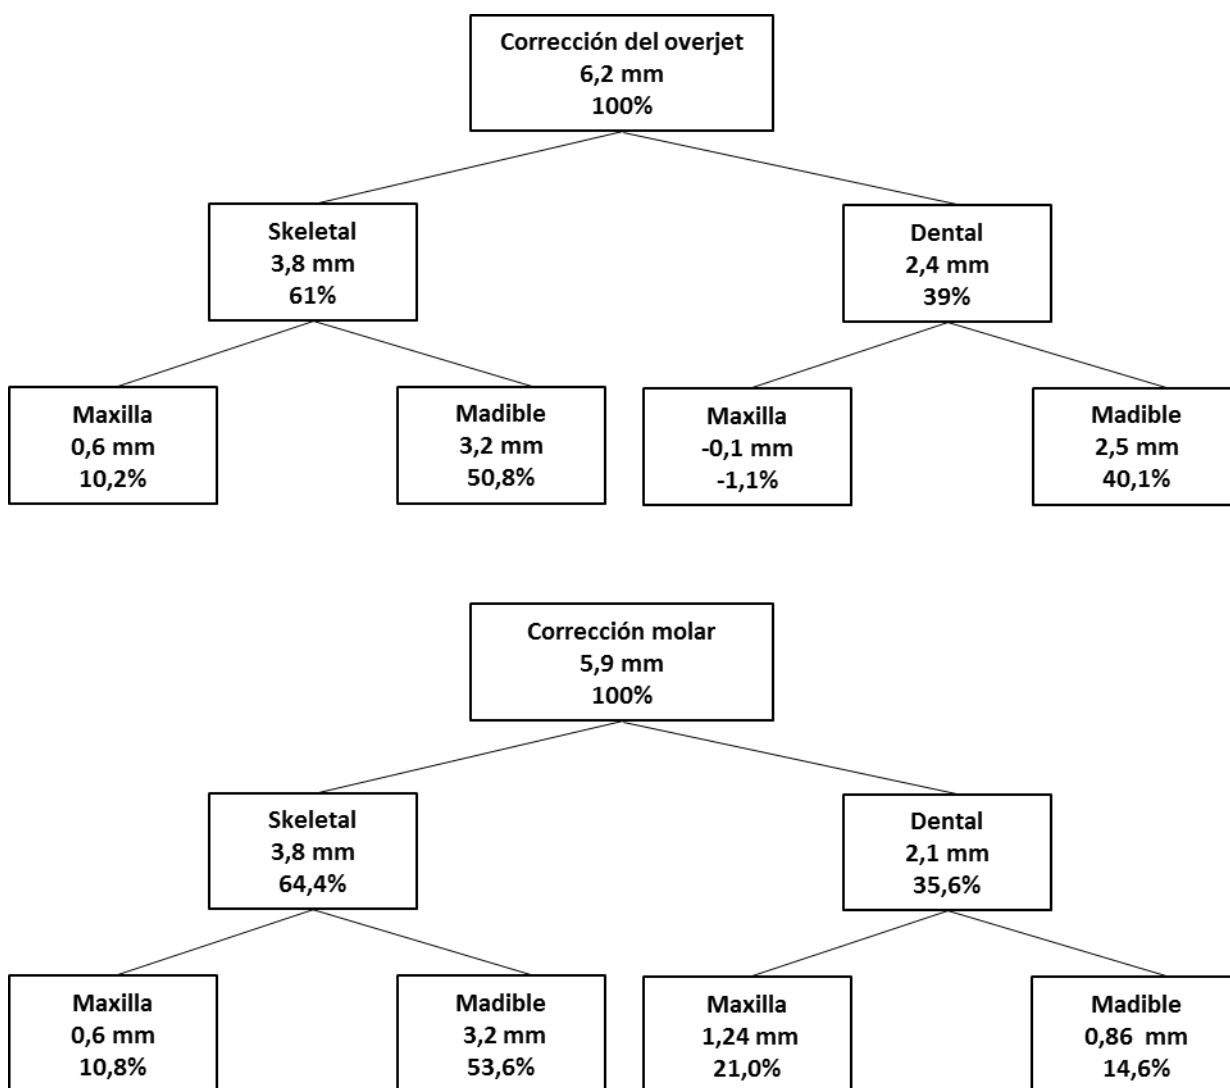 Corrección del overjet
6,2 mm
100%
Skeletal
3,8 mm
61%
Dental
2,4 mm
39%
Maxilla
0,6 mm
10,2%
Madible
3,2 mm
50,8%
Maxilla
-0,1 mm
-1,1%
Madible
2,5 mm
40,1%
Corrección molar
5,9 mm
100%
Skeletal
3,8 mm
64,4%
Dental
2,1 mm
35,6%
Maxilla
0,6 mm
10,8%
Madible
3,2 mm
53,6%
Maxilla
1,24 mm
21,0%
Madible
0,86 mm
14,6%